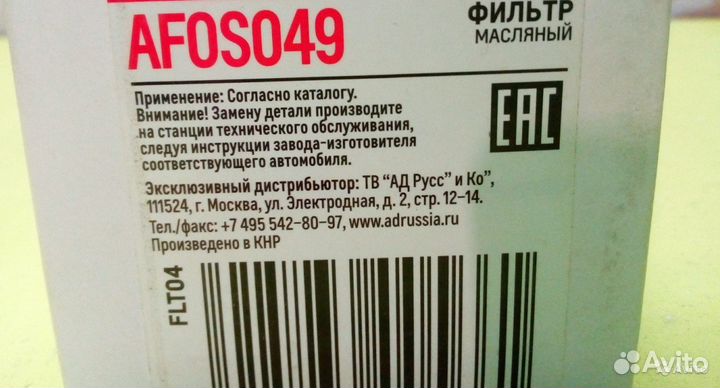 AFOS049
ФИЛЬТР
МАСЛЯНЫЙ
Применение: Согласно каталогу.
Внимание! Замену детали производите
на станции технического обслуживания,
следуя инструкции завода-изготовителя
соответствующего автомобиля.
EAC
Эксклюзивный дистрибьютор: ТВ “АД Русс” и Ко”,
111524, г. Москва, ул. Электродная, д. 2, стр. 12-14.
Тел./факс: +7 495 542-80-97, www.adrussia.ru
Произведено в КНР
FLT04
Avito